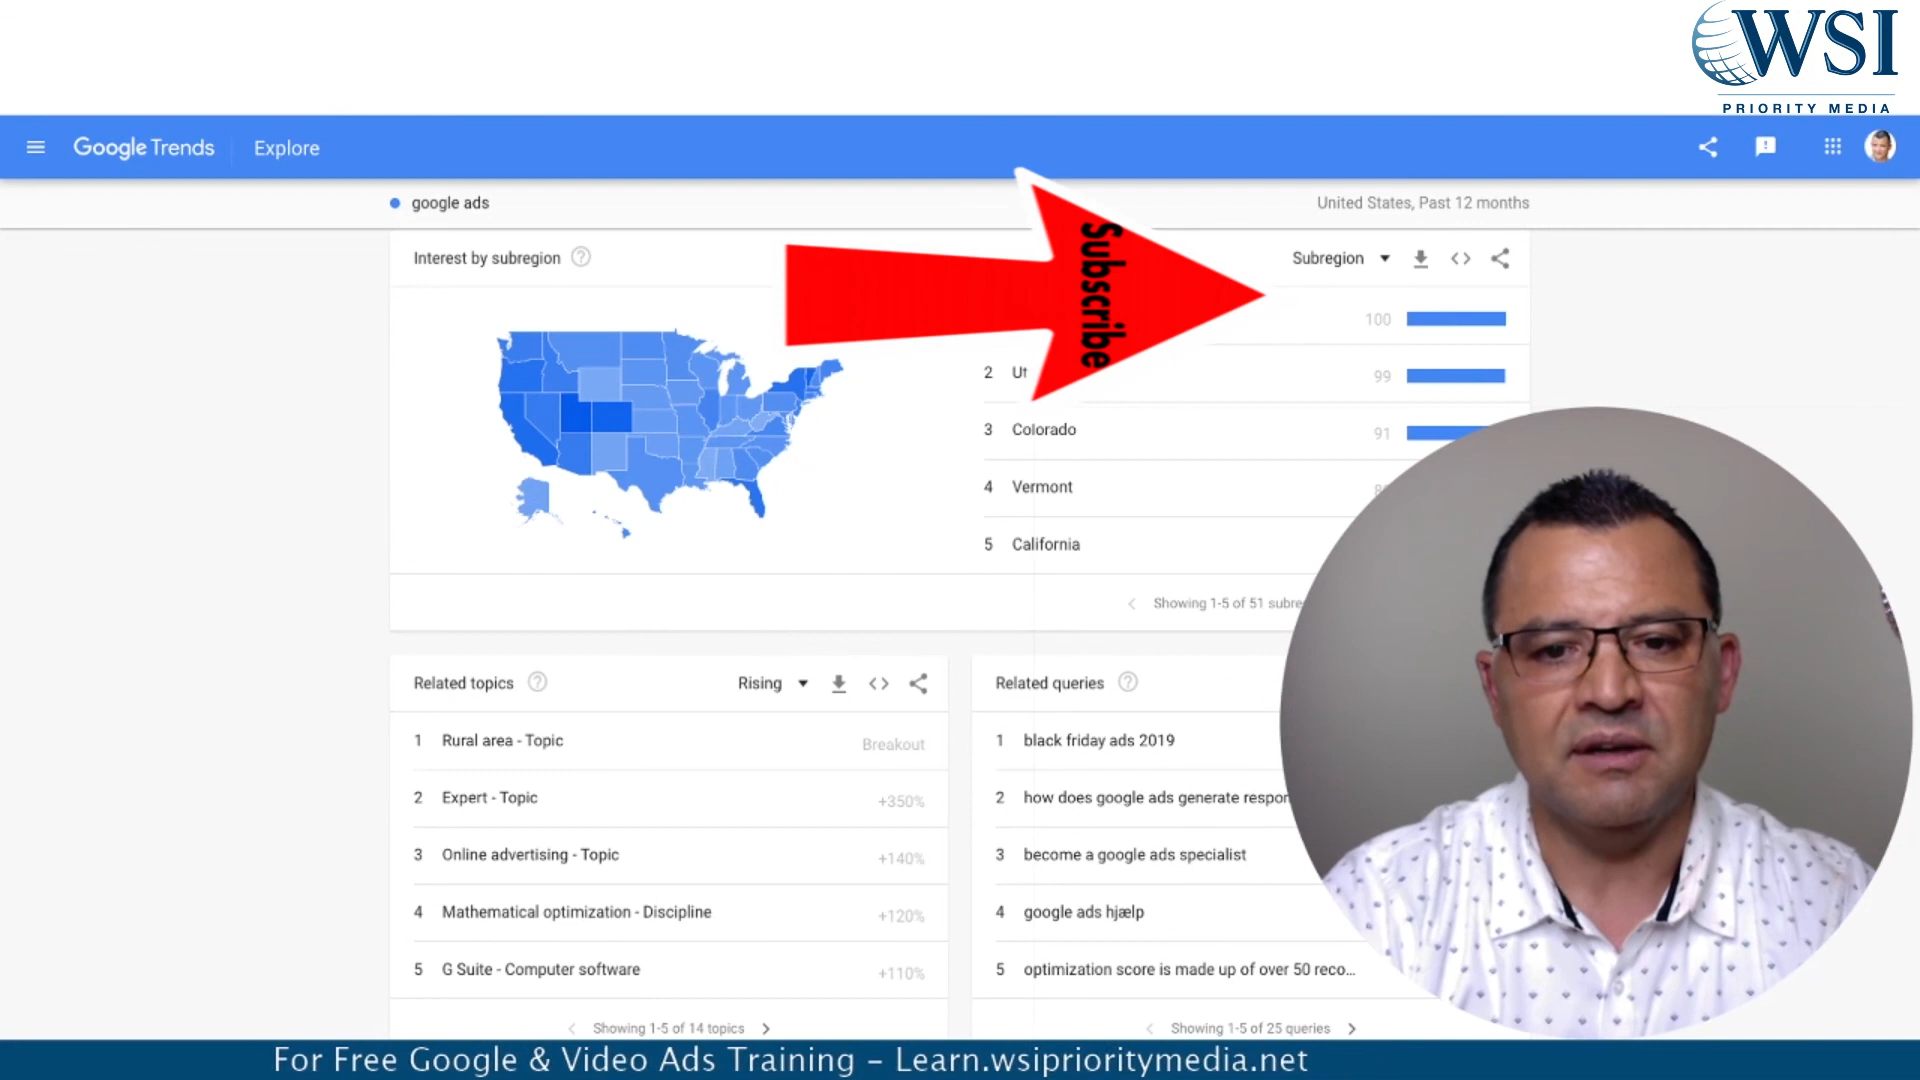 WSI
PRIORITY MEDIA
Google Trends
Explore
google ads
United States, Past 12 months
Interest by subregion
Subscribe
Subregion
100
2 Ut
99
3 Colorado
91
4 Vermont
5 California
Showing 1-5 of 51 subre
Related topics
Rising
1 Rural area - Topic
Breakout
2 Expert - Topic
+350%
3 Online advertising - Topic
+140%
4 Mathematical optimization - Discipline
+120%
5 G Suite - Computer software
+110%
Showing 1-5 of 14 topics
Related queries
1 black friday ads 2019
2 how does google ads generate respon
3 become a google ads specialist
4 google ads hjælp
5 optimization score is made up of over 50 reco...
Showing 1-5 of 25 queries
For Free Google & Video Ads Training – Learn.wsiprioritymedia.net